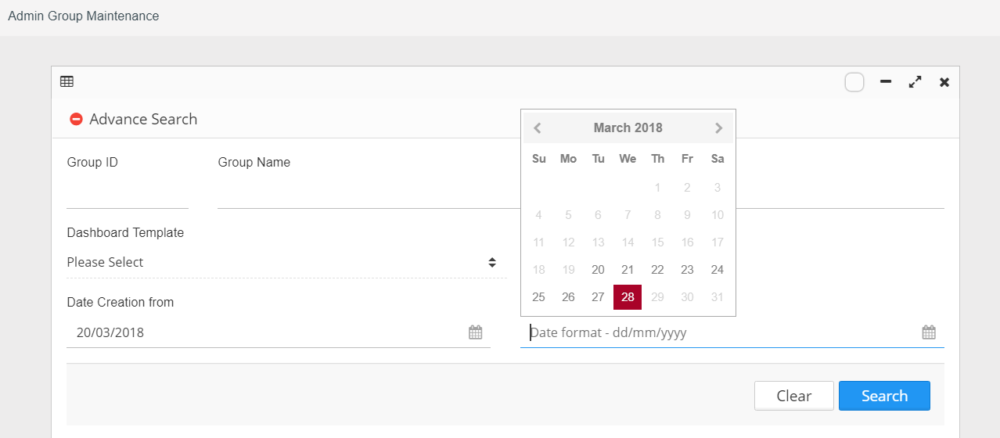 Admin Group Maintenance
Advance Search
Group ID
Group Name
March 2018
Su Mo Tu We Th Fr Sa
1 2 3
4 5 6 7 8 9 10
11 12 13 14 15 16 17
18 19 20 21 22 23 24
25 26 27 28 29 30 31
Dashboard Template
Please Select
Date Creation from
20/03/2018
Date format - dd/mm/yyyy
Clear
Search